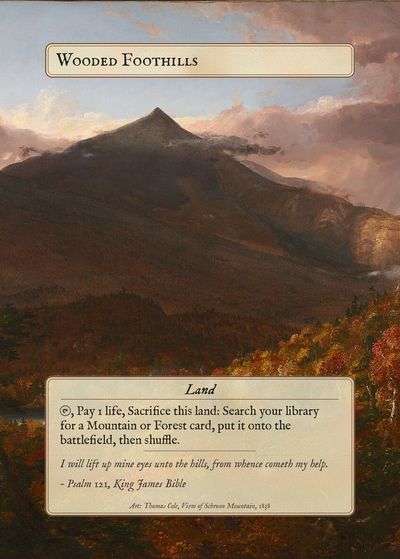 Wooded Foothills
Land
, Pay 1 life, Sacrifice this land: Search your library
for a Mountain or Forest card, put it onto the
battlefield, then shuffle.
I will lift up mine eyes unto the hills, from whence cometh my help.
- Psalm 121, King James Bible
Art: Thomas Cole, View of Schroon Mountain, 1838